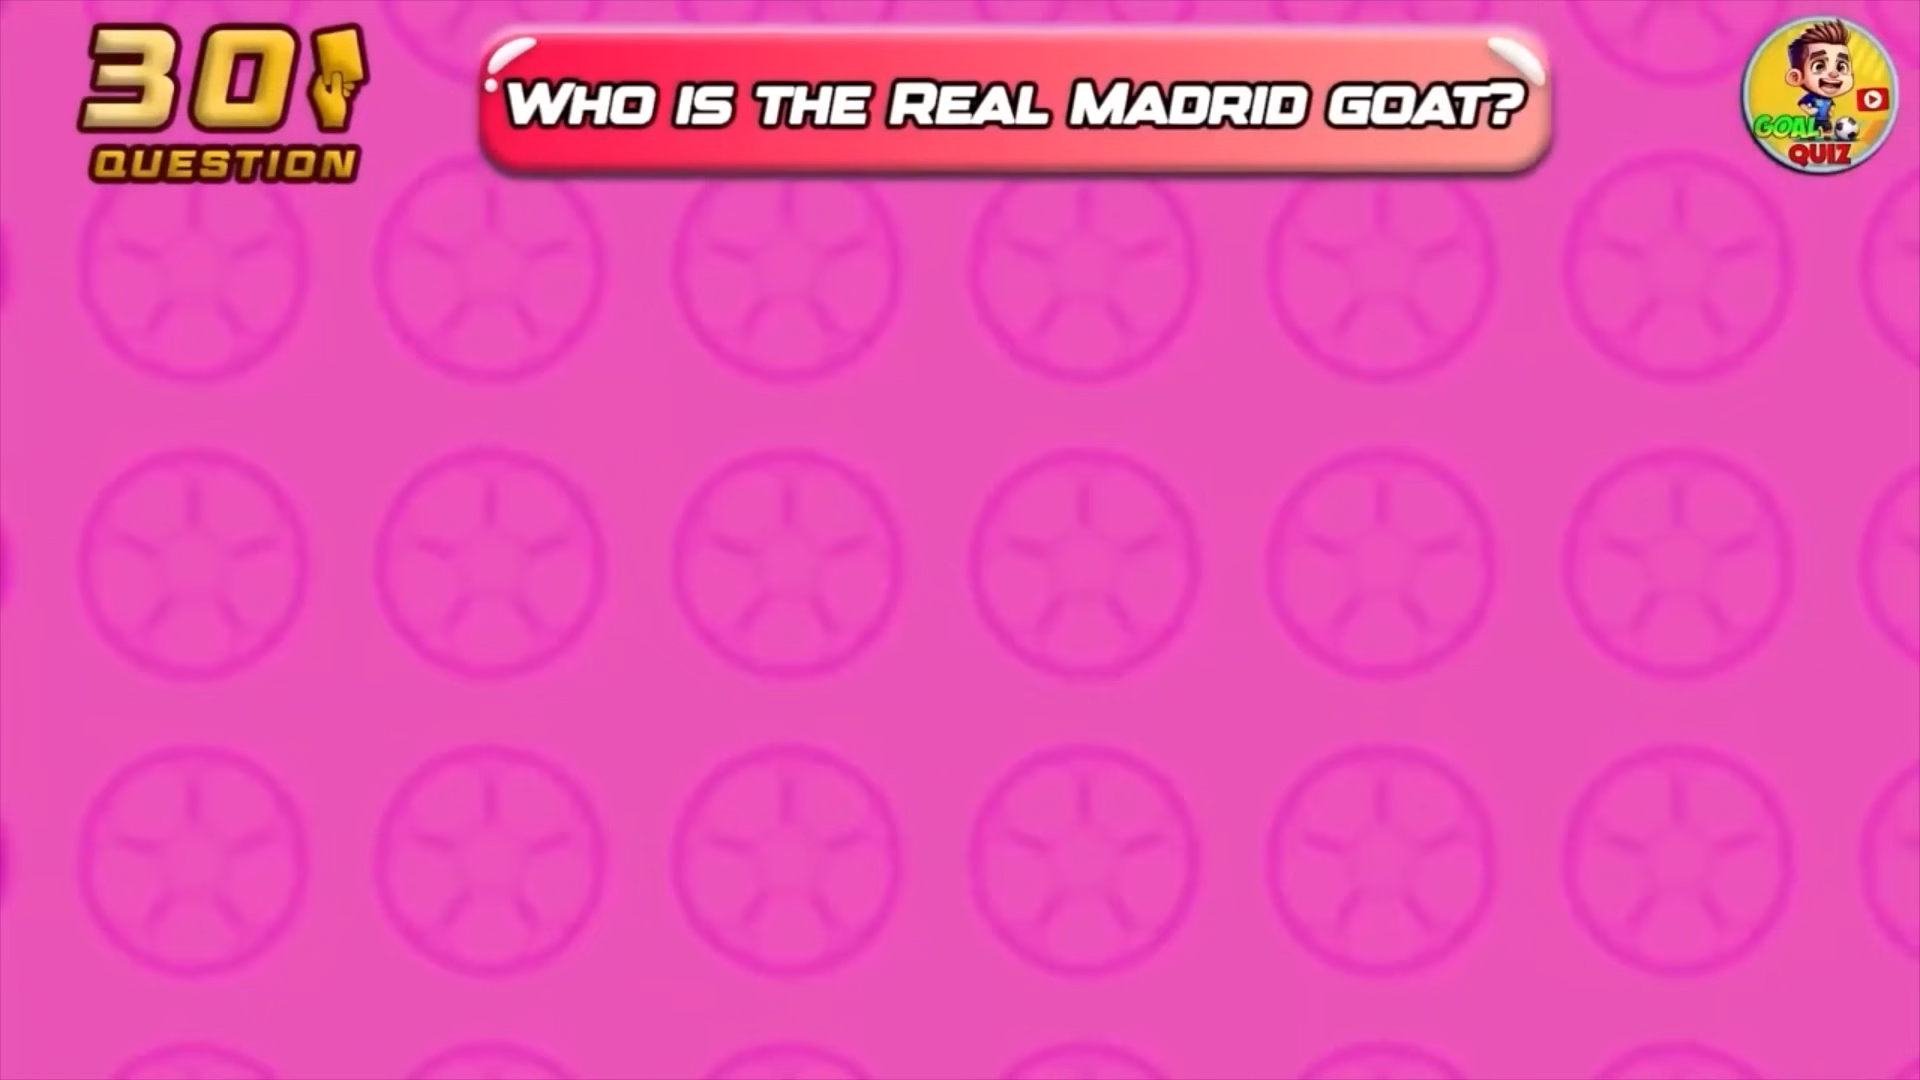 30
QUESTION
WHO IS THE REAL MADRID GOAT?
GOAL
QUIZ